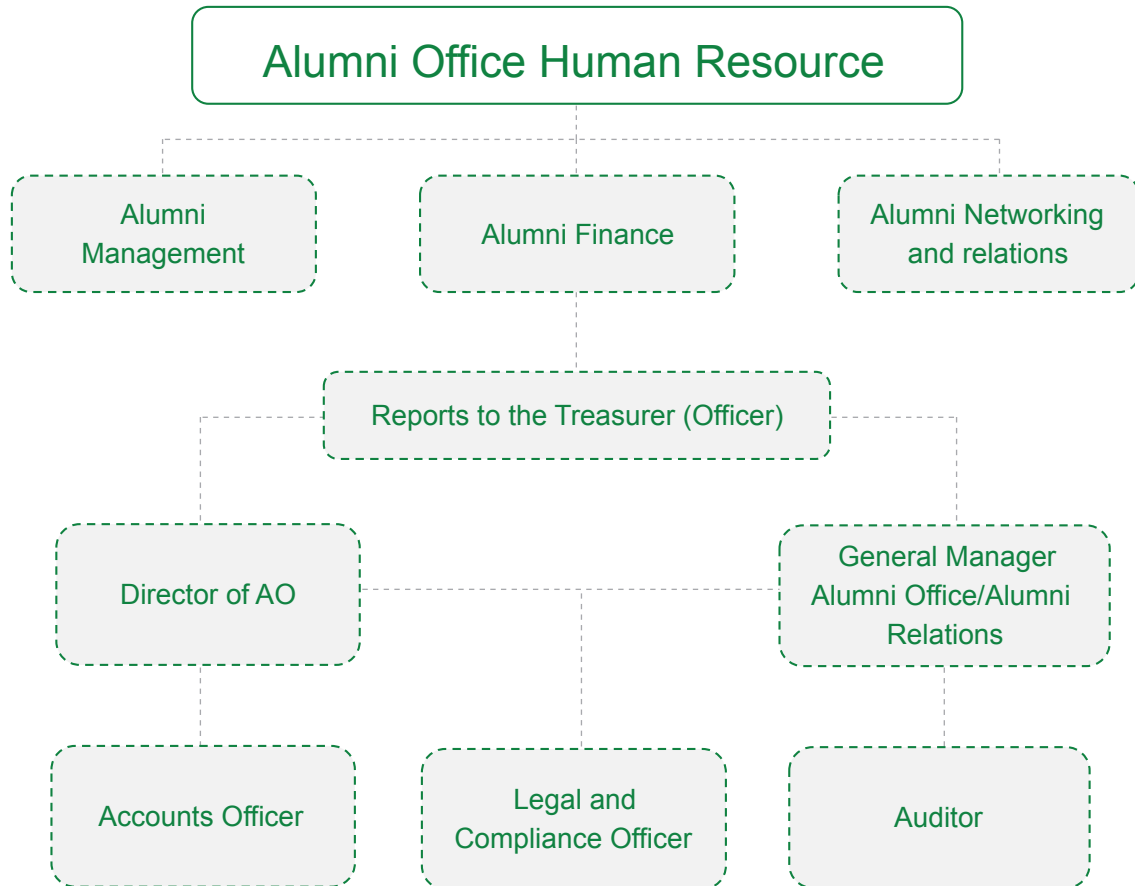 Alumni Office Human Resource
Alumni
Management
Alumni Finance
Alumni Networking
and relations
Reports to the Treasurer (Officer)
Director of AO
General Manager
Alumni Office/Alumni
Relations
Accounts Officer
Legal and
Compliance Officer
Auditor